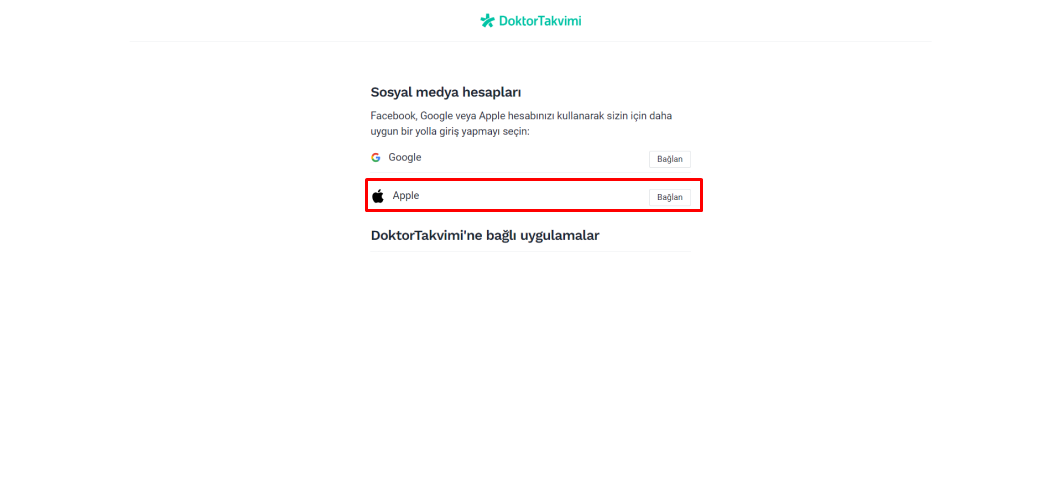 DoktorTakvimi
Sosyal medya hesapları
Facebook, Google veya Apple hesabınızı kullanarak sizin için daha
uygun bir yolla giriş yapmayı seçin:
Google Bağlan
Apple Bağlan
DoktorTakvimi'ne bağlı uygulamalar